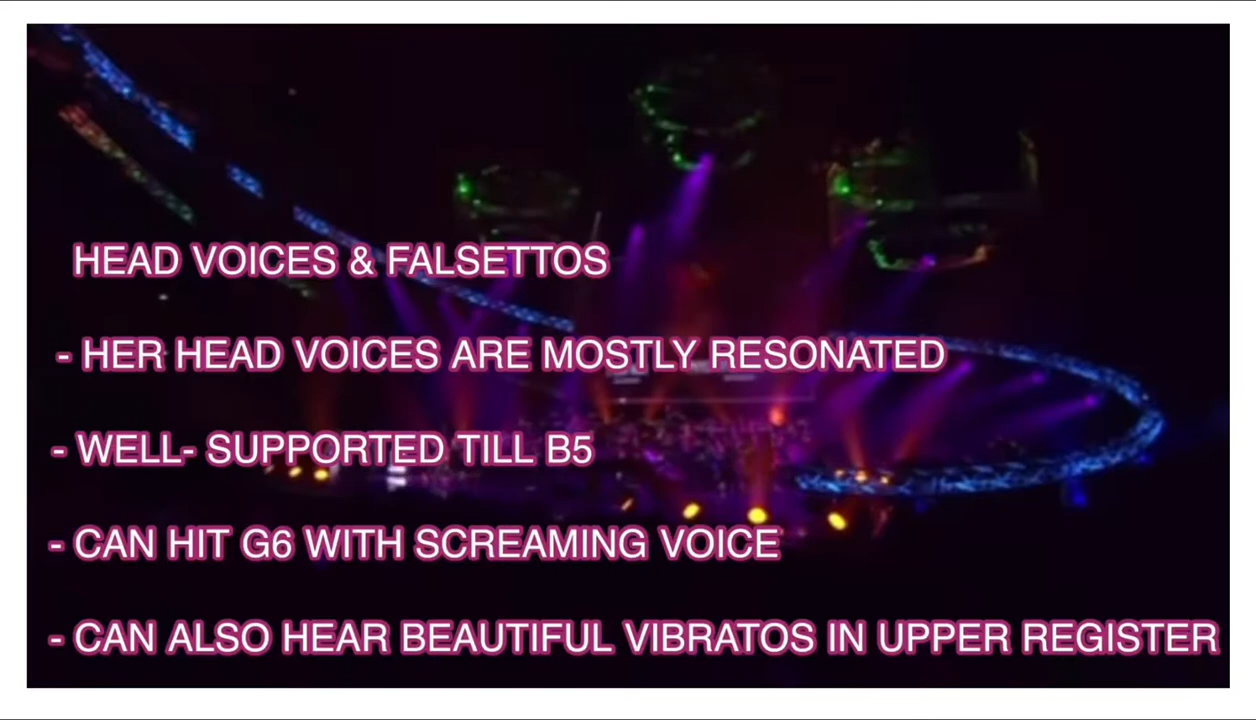 HEAD VOICES & FALSETTOS
- HER HEAD VOICES ARE MOSTLY RESONATED
- WELL- SUPPORTED TILL B5
- CAN HIT G6 WITH SCREAMING VOICE
- CAN ALSO HEAR BEAUTIFUL VIBRATOS IN UPPER REGISTER